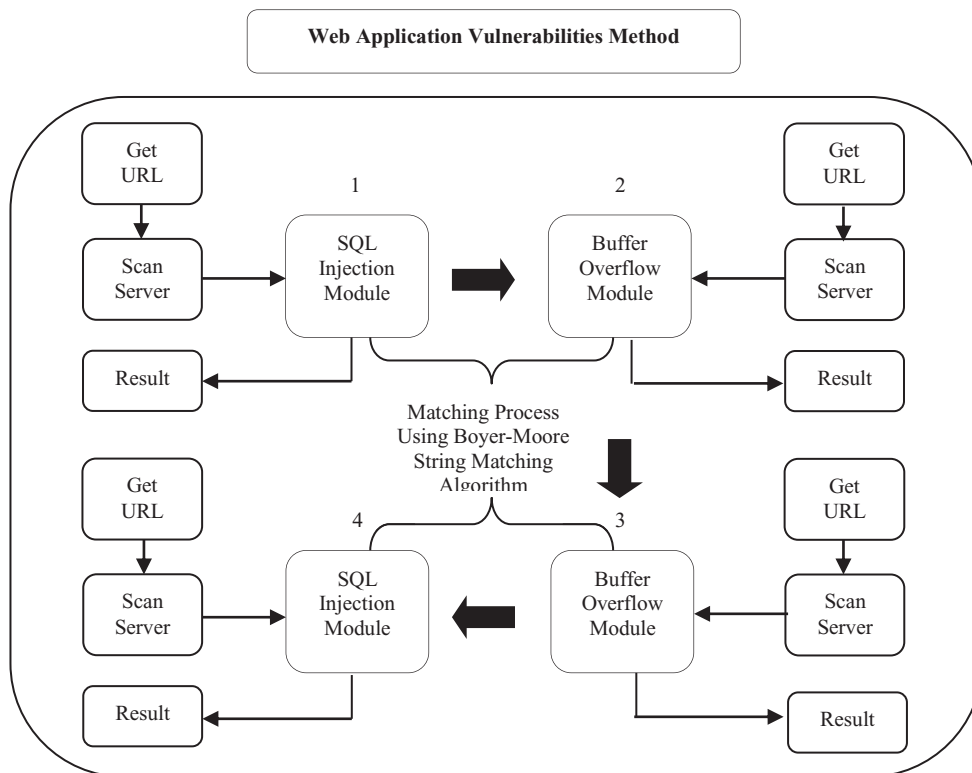 Web Application Vulnerabilities Method
Get
URL
Get
URL
1
2
SQL
Injection
Module
Buffer
Overflow
Module
Scan
Server
Scan
Server
Result
Result
Matching Process
Using Boyer-Moore
String Matching
Algorithm
Get
URL
Get
URL
4
3
SQL
Injection
Module
Buffer
Overflow
Module
Scan
Server
Scan
Server
Result
Result